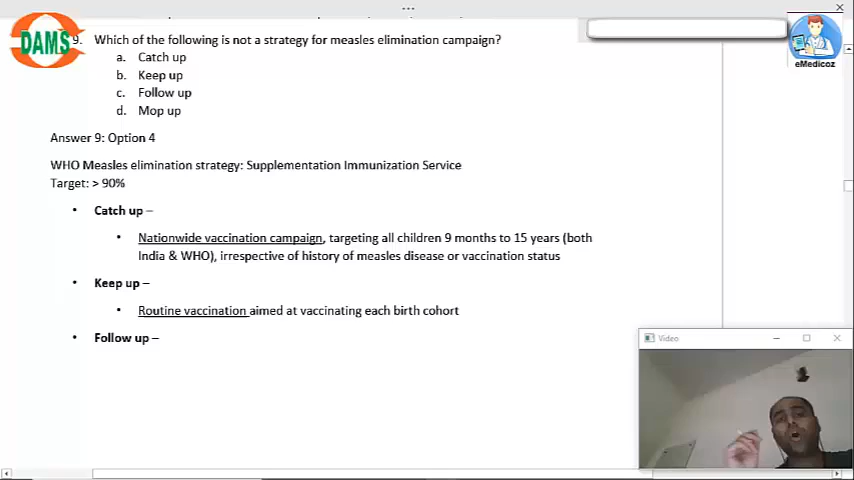 DAMS
eMedicoz
9. Which of the following is not a strategy for measles elimination campaign?
a. Catch up
b. Keep up
c. Follow up
d. Mop up
Answer 9: Option 4
WHO Measles elimination strategy: Supplementation Immunization Service
Target: > 90%
• Catch up –
• Nationwide vaccination campaign, targeting all children 9 months to 15 years (both
India & WHO), irrespective of history of measles disease or vaccination status
• Keep up –
• Routine vaccination aimed at vaccinating each birth cohort
• Follow up –
Video